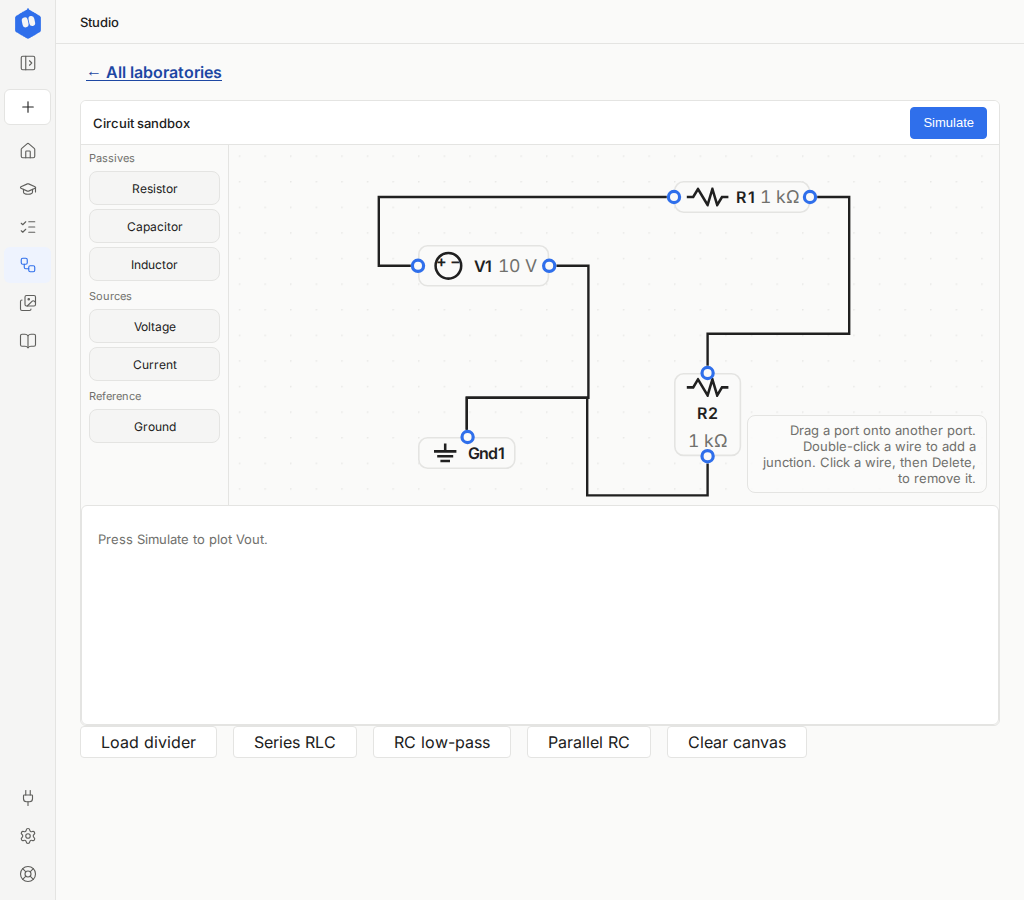 Studio
← All laboratories
Circuit sandbox
Simulate
Passives
Resistor
Capacitor
Inductor
Sources
Voltage
Current
Reference
Ground
R1 1 kΩ
V1 10 V
R2
1 kΩ
Gnd1
Drag a port onto another port.
Double-click a wire to add a
junction. Click a wire, then Delete,
to remove it.
Press Simulate to plot Vout.
Load divider
Series RLC
RC low-pass
Parallel RC
Clear canvas